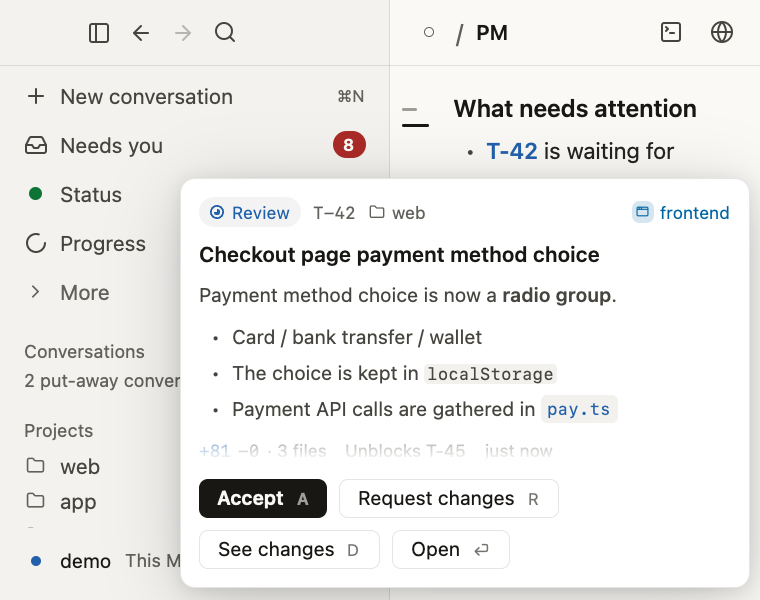 / PM
New conversation ⌘N
Needs you 8
Status
Progress
More
Conversations
2 put-away conver
Projects
web
app
demo This M
What needs attention
• T-42 is waiting for
Review T–42 web frontend
Checkout page payment method choice
Payment method choice is now a radio group.
• Card / bank transfer / wallet
• The choice is kept in localStorage
• Payment API calls are gathered in pay.ts
+81 −0 · 3 files Unblocks T-45 just now
Accept A Request changes R
See changes D Open ↵